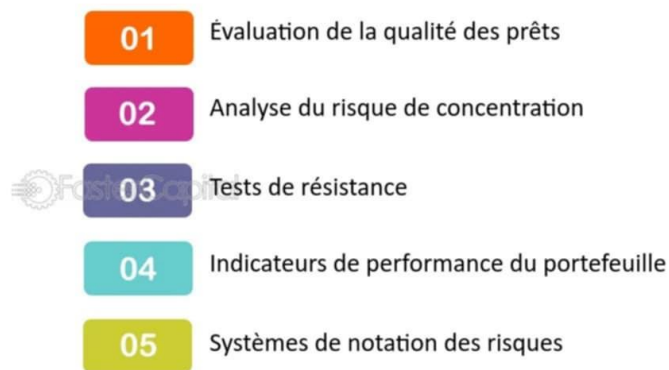 01 Évaluation de la qualité des prêts
02 Analyse du risque de concentration
FasterCapital
03 Tests de résistance
04 Indicateurs de performance du portefeuille
05 Systèmes de notation des risques